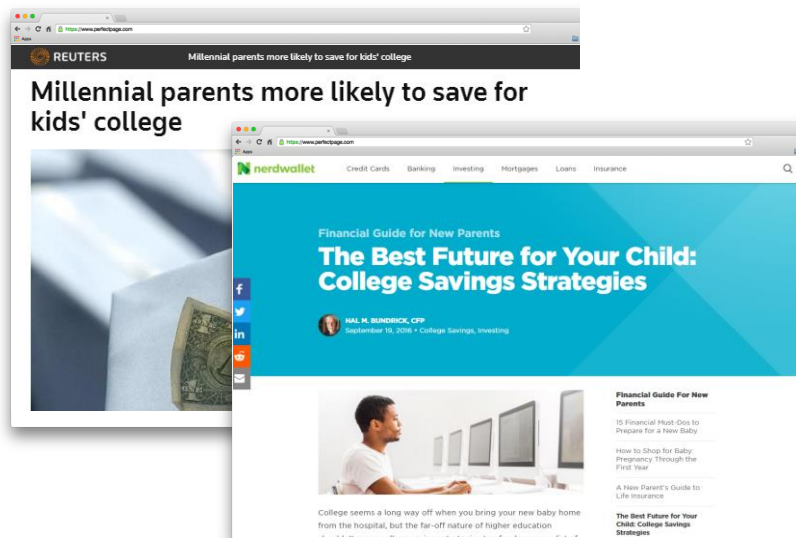 https://www.perfectpage.com
Apps
REUTERS
Millennial parents more likely to save for kids' college
Millennial parents more likely to save for
kids' college
https://www.perfectpage.com
Apps
nerdwallet
Credit Cards Banking Investing Mortgages Loans Insurance
Financial Guide for New Parents
The Best Future for Your Child:
College Savings Strategies
HAL M. BUNDRICK, CFP
September 19, 2016 • College Savings, Investing
College seems a long way off when you bring your new baby home
from the hospital, but the far-off nature of higher education
Financial Guide For New
Parents
15 Financial Must-Dos to
Prepare for a New Baby
How to Shop for Baby:
Pregnancy Through the
First Year
A New Parent's Guide to
Life Insurance
The Best Future for Your
Child: College Savings
Strategies